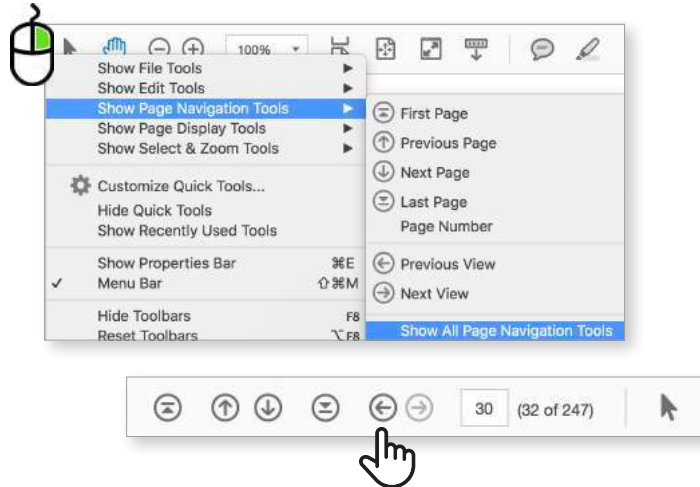 100%
Show File Tools
Show Edit Tools
Show Page Navigation Tools
Show Page Display Tools
Show Select & Zoom Tools
Customize Quick Tools...
Hide Quick Tools
Show Recently Used Tools
Show Properties Bar ⌘E
✓ Menu Bar ⇧⌘M
Hide Toolbars F8
Reset Toolbars ⌥F8
First Page
Previous Page
Next Page
Last Page
Page Number
Previous View
Next View
Show All Page Navigation Tools
30 (32 of 247)